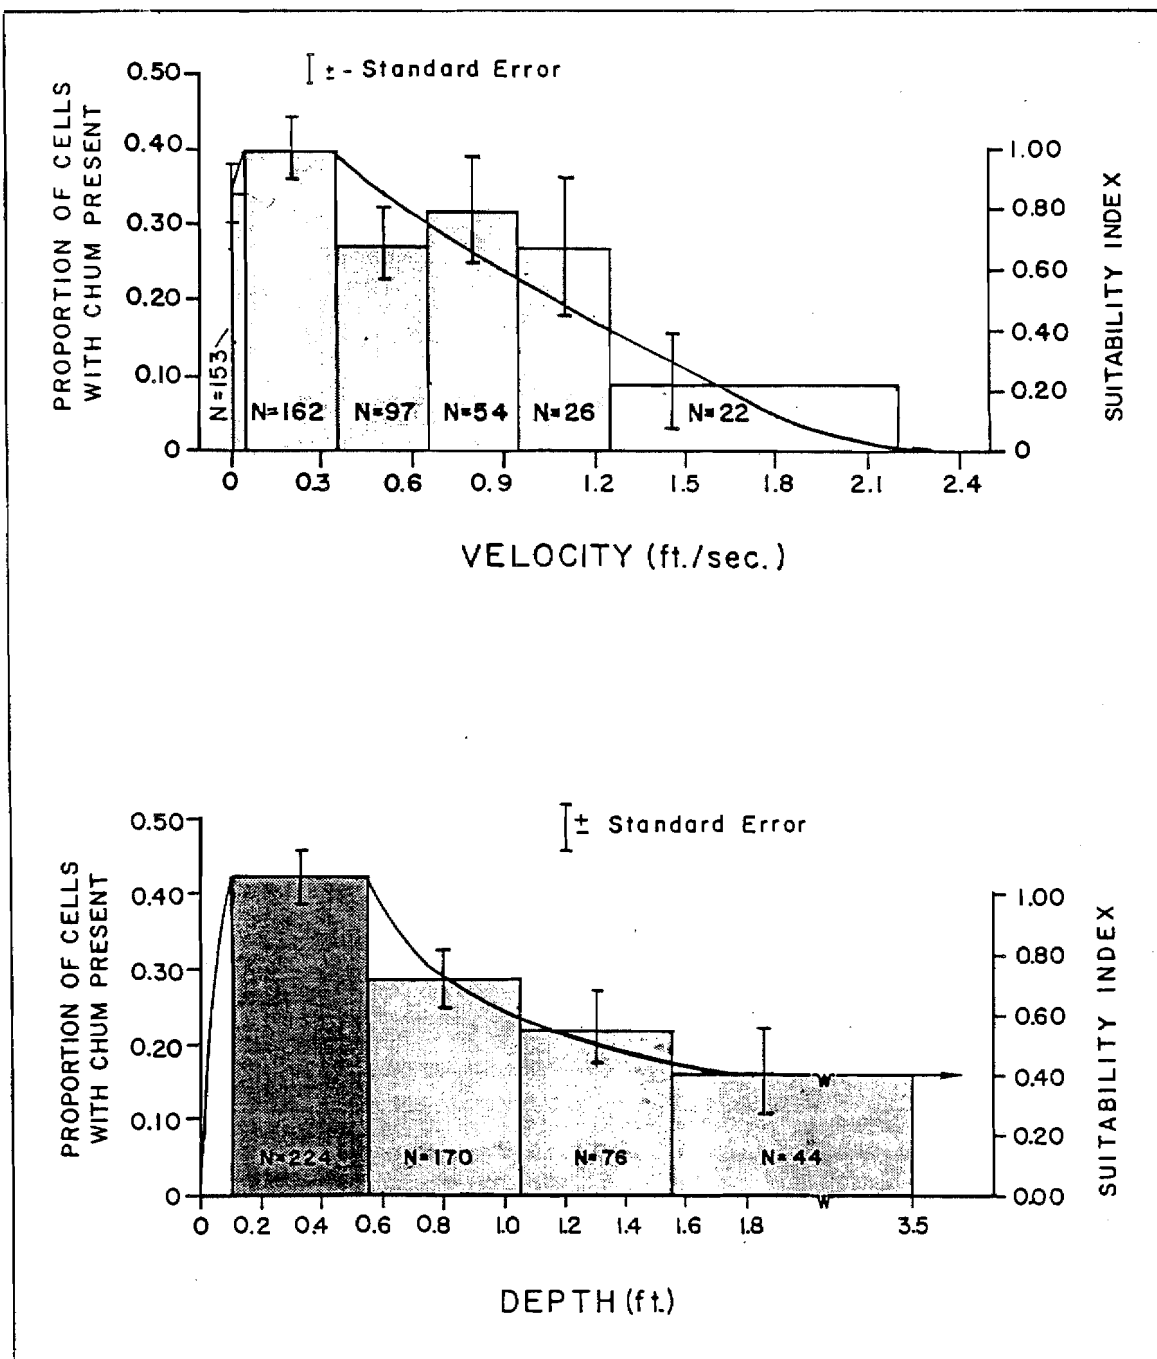 ± - Standard Error
PROPORTION OF CELLS
WITH CHUM PRESENT
0.50
0.40
0.30
0.20
0.10
0
N=153
N=162
N=97
N=54
N=26
N=22
1.00
0.80
0.60
0.40
0.20
0
SUITABILITY INDEX
0 0.3 0.6 0.9 1.2 1.5 1.8 2.1 2.4
VELOCITY (ft./sec.)
± Standard Error
PROPORTION OF CELLS
WITH CHUM PRESENT
0.50
0.40
0.30
0.20
0.10
0
N=224
N=170
N=76
N=44
1.00
0.80
0.60
0.40
0.20
0.00
SUITABILITY INDEX
0 0.2 0.4 0.6 0.8 1.0 1.2 1.4 1.6 1.8 3.5
DEPTH (ft.)